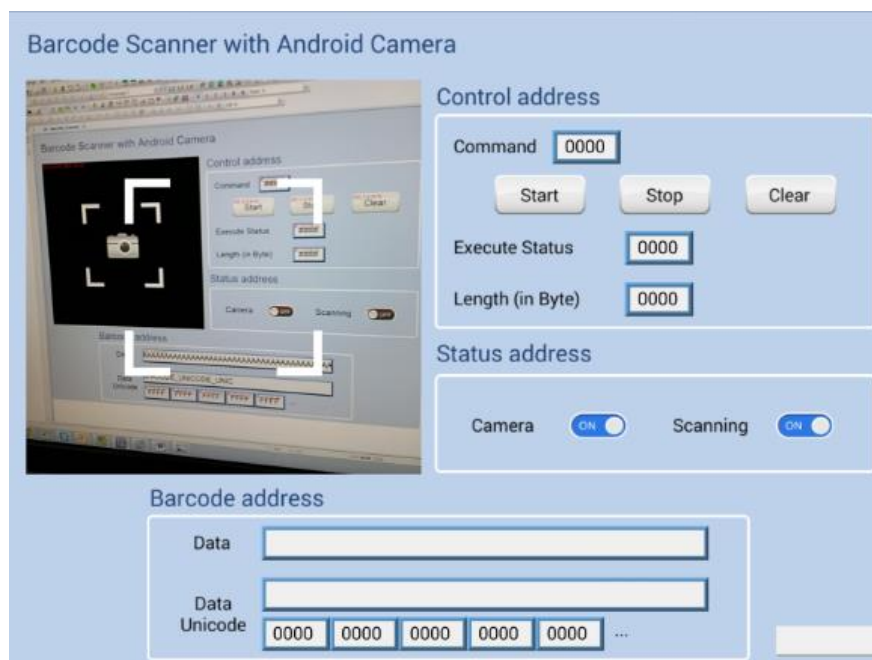 Barcode Scanner with Android Camera
Control address
Command 0000
Start Stop Clear
Execute Status 0000
Length (in Byte) 0000
Status address
Camera ON Scanning ON
Barcode address
Data
Data
Unicode
0000 0000 0000 0000 0000 ...
Barcode Scanner with Android Camera
Control address
Command
Start
Clear
Execute Status
Length (in Byte)
Status address
Camera OFF Scanning OFF